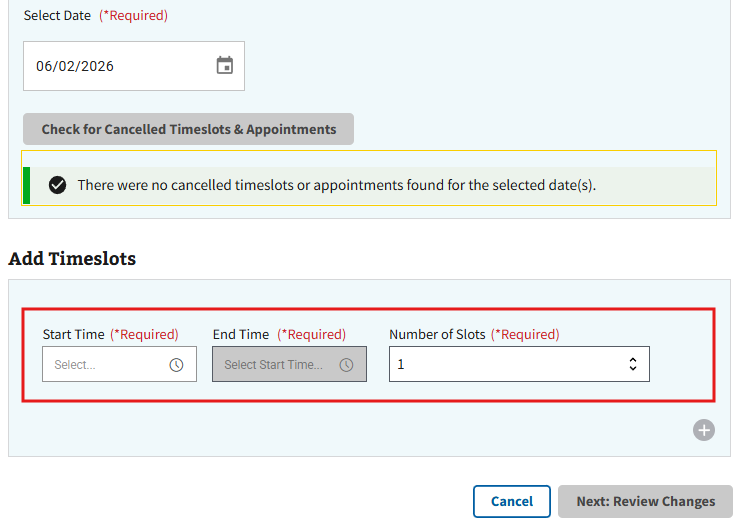 Select Date (*Required)
06/02/2026
Check for Cancelled Timeslots & Appointments
There were no cancelled timeslots or appointments found for the selected date(s).
Add Timeslots
Start Time (*Required) End Time (*Required) Number of Slots (*Required)
Select... Select Start Time... 1
Cancel Next: Review Changes